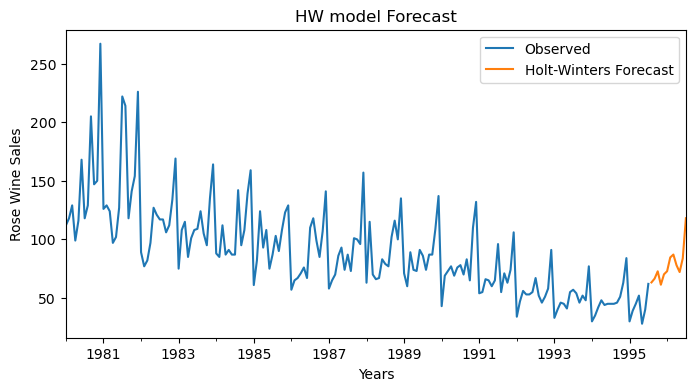 HW model Forecast
Observed
Holt-Winters Forecast
Rose Wine Sales
250
200
150
100
50
1981 1983 1985 1987 1989 1991 1993 1995
Years